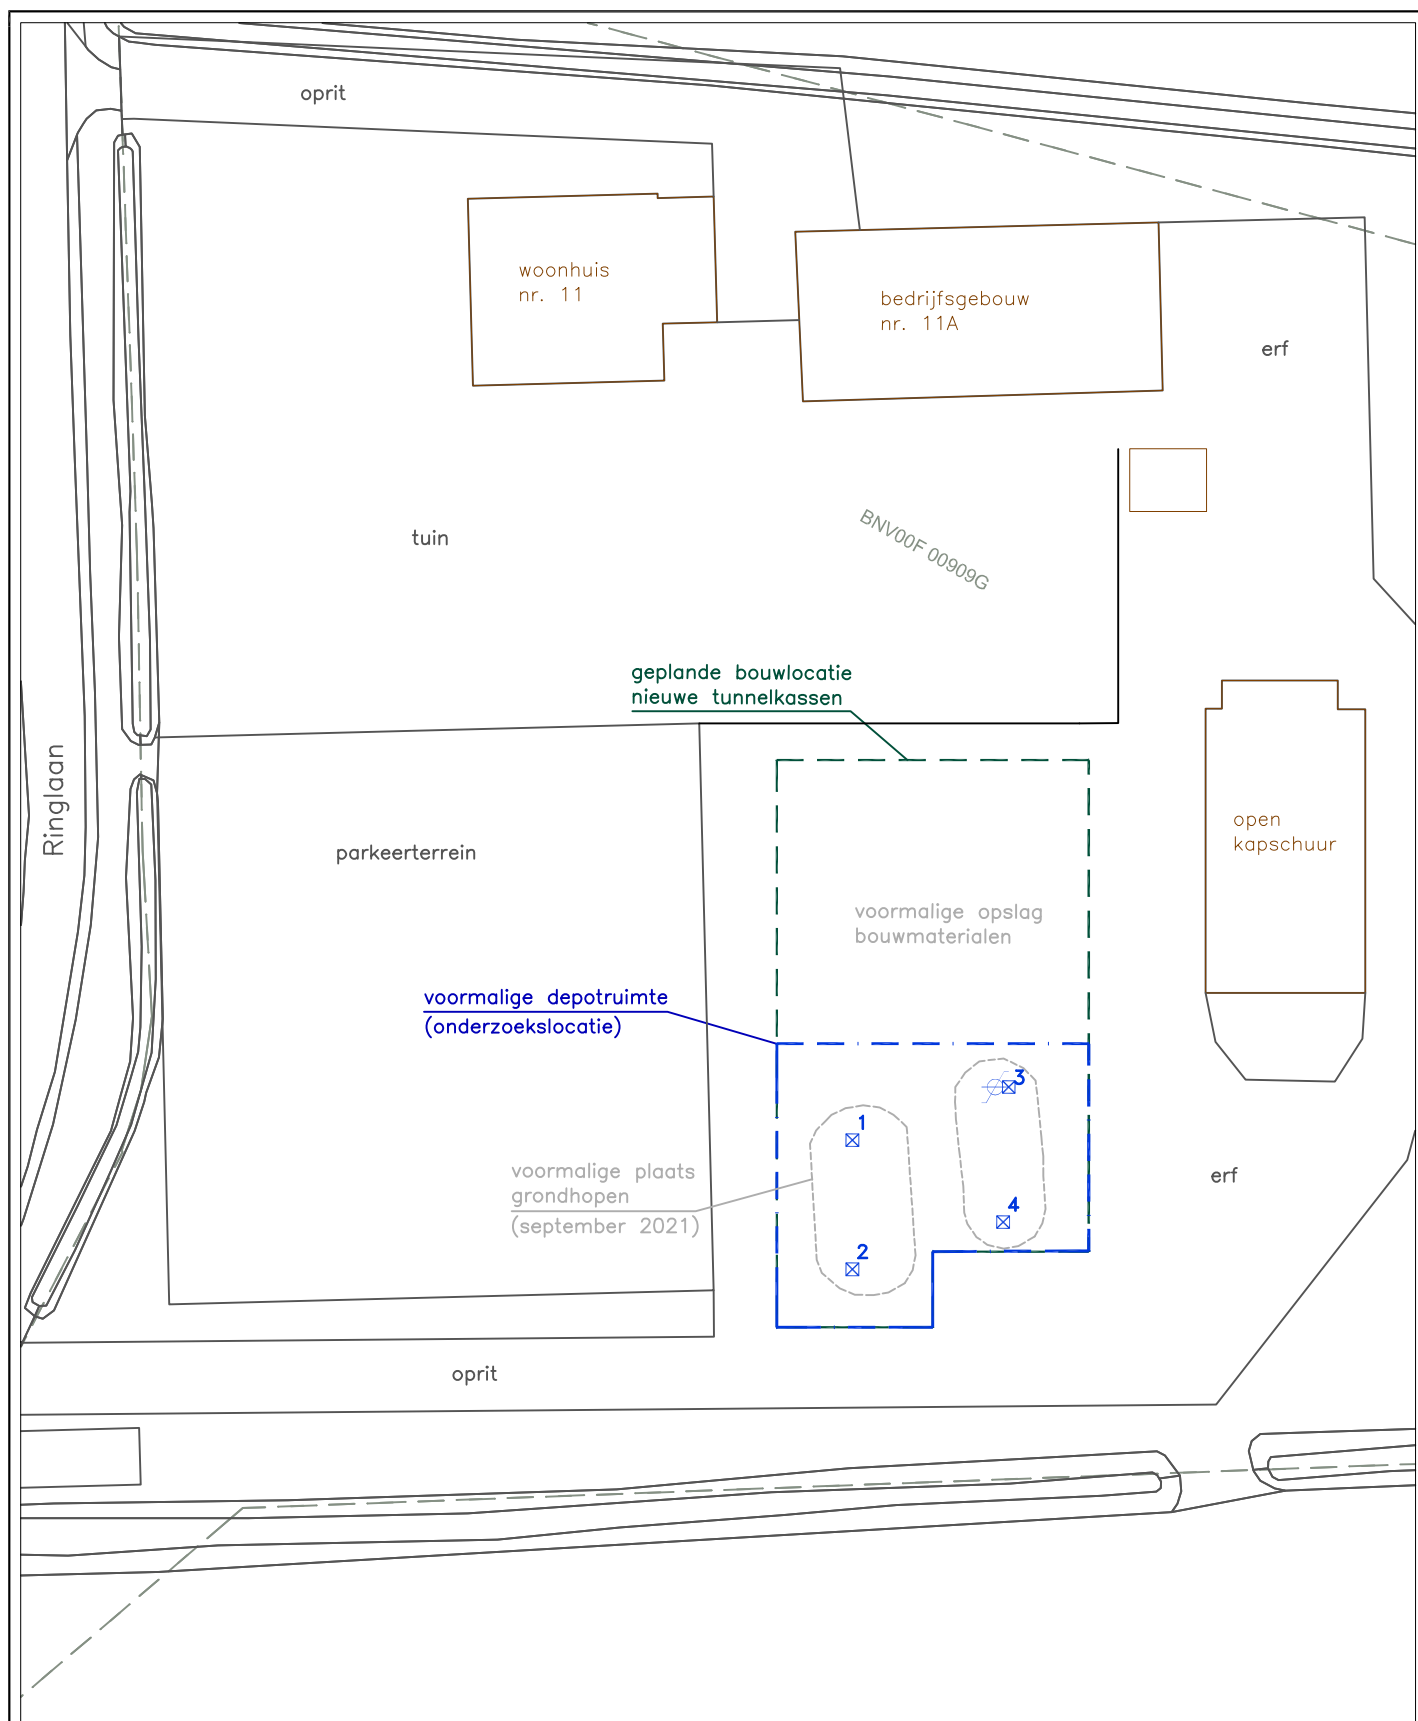 oprit
woonhuis
nr. 11
bedrijfsgebouw
nr. 11A
erf
tuin
BNV00F 00909G
geplande bouwlocatie
nieuwe tunnelkassen
Ringlaan
parkeerterrein
open
kapschuur
voormalige opslag
bouwmaterialen
voormalige depotruimte
(onderzoekslocatie)
3
1
voormalige plaats
grondhopen
(september 2021)
erf
4
2
oprit